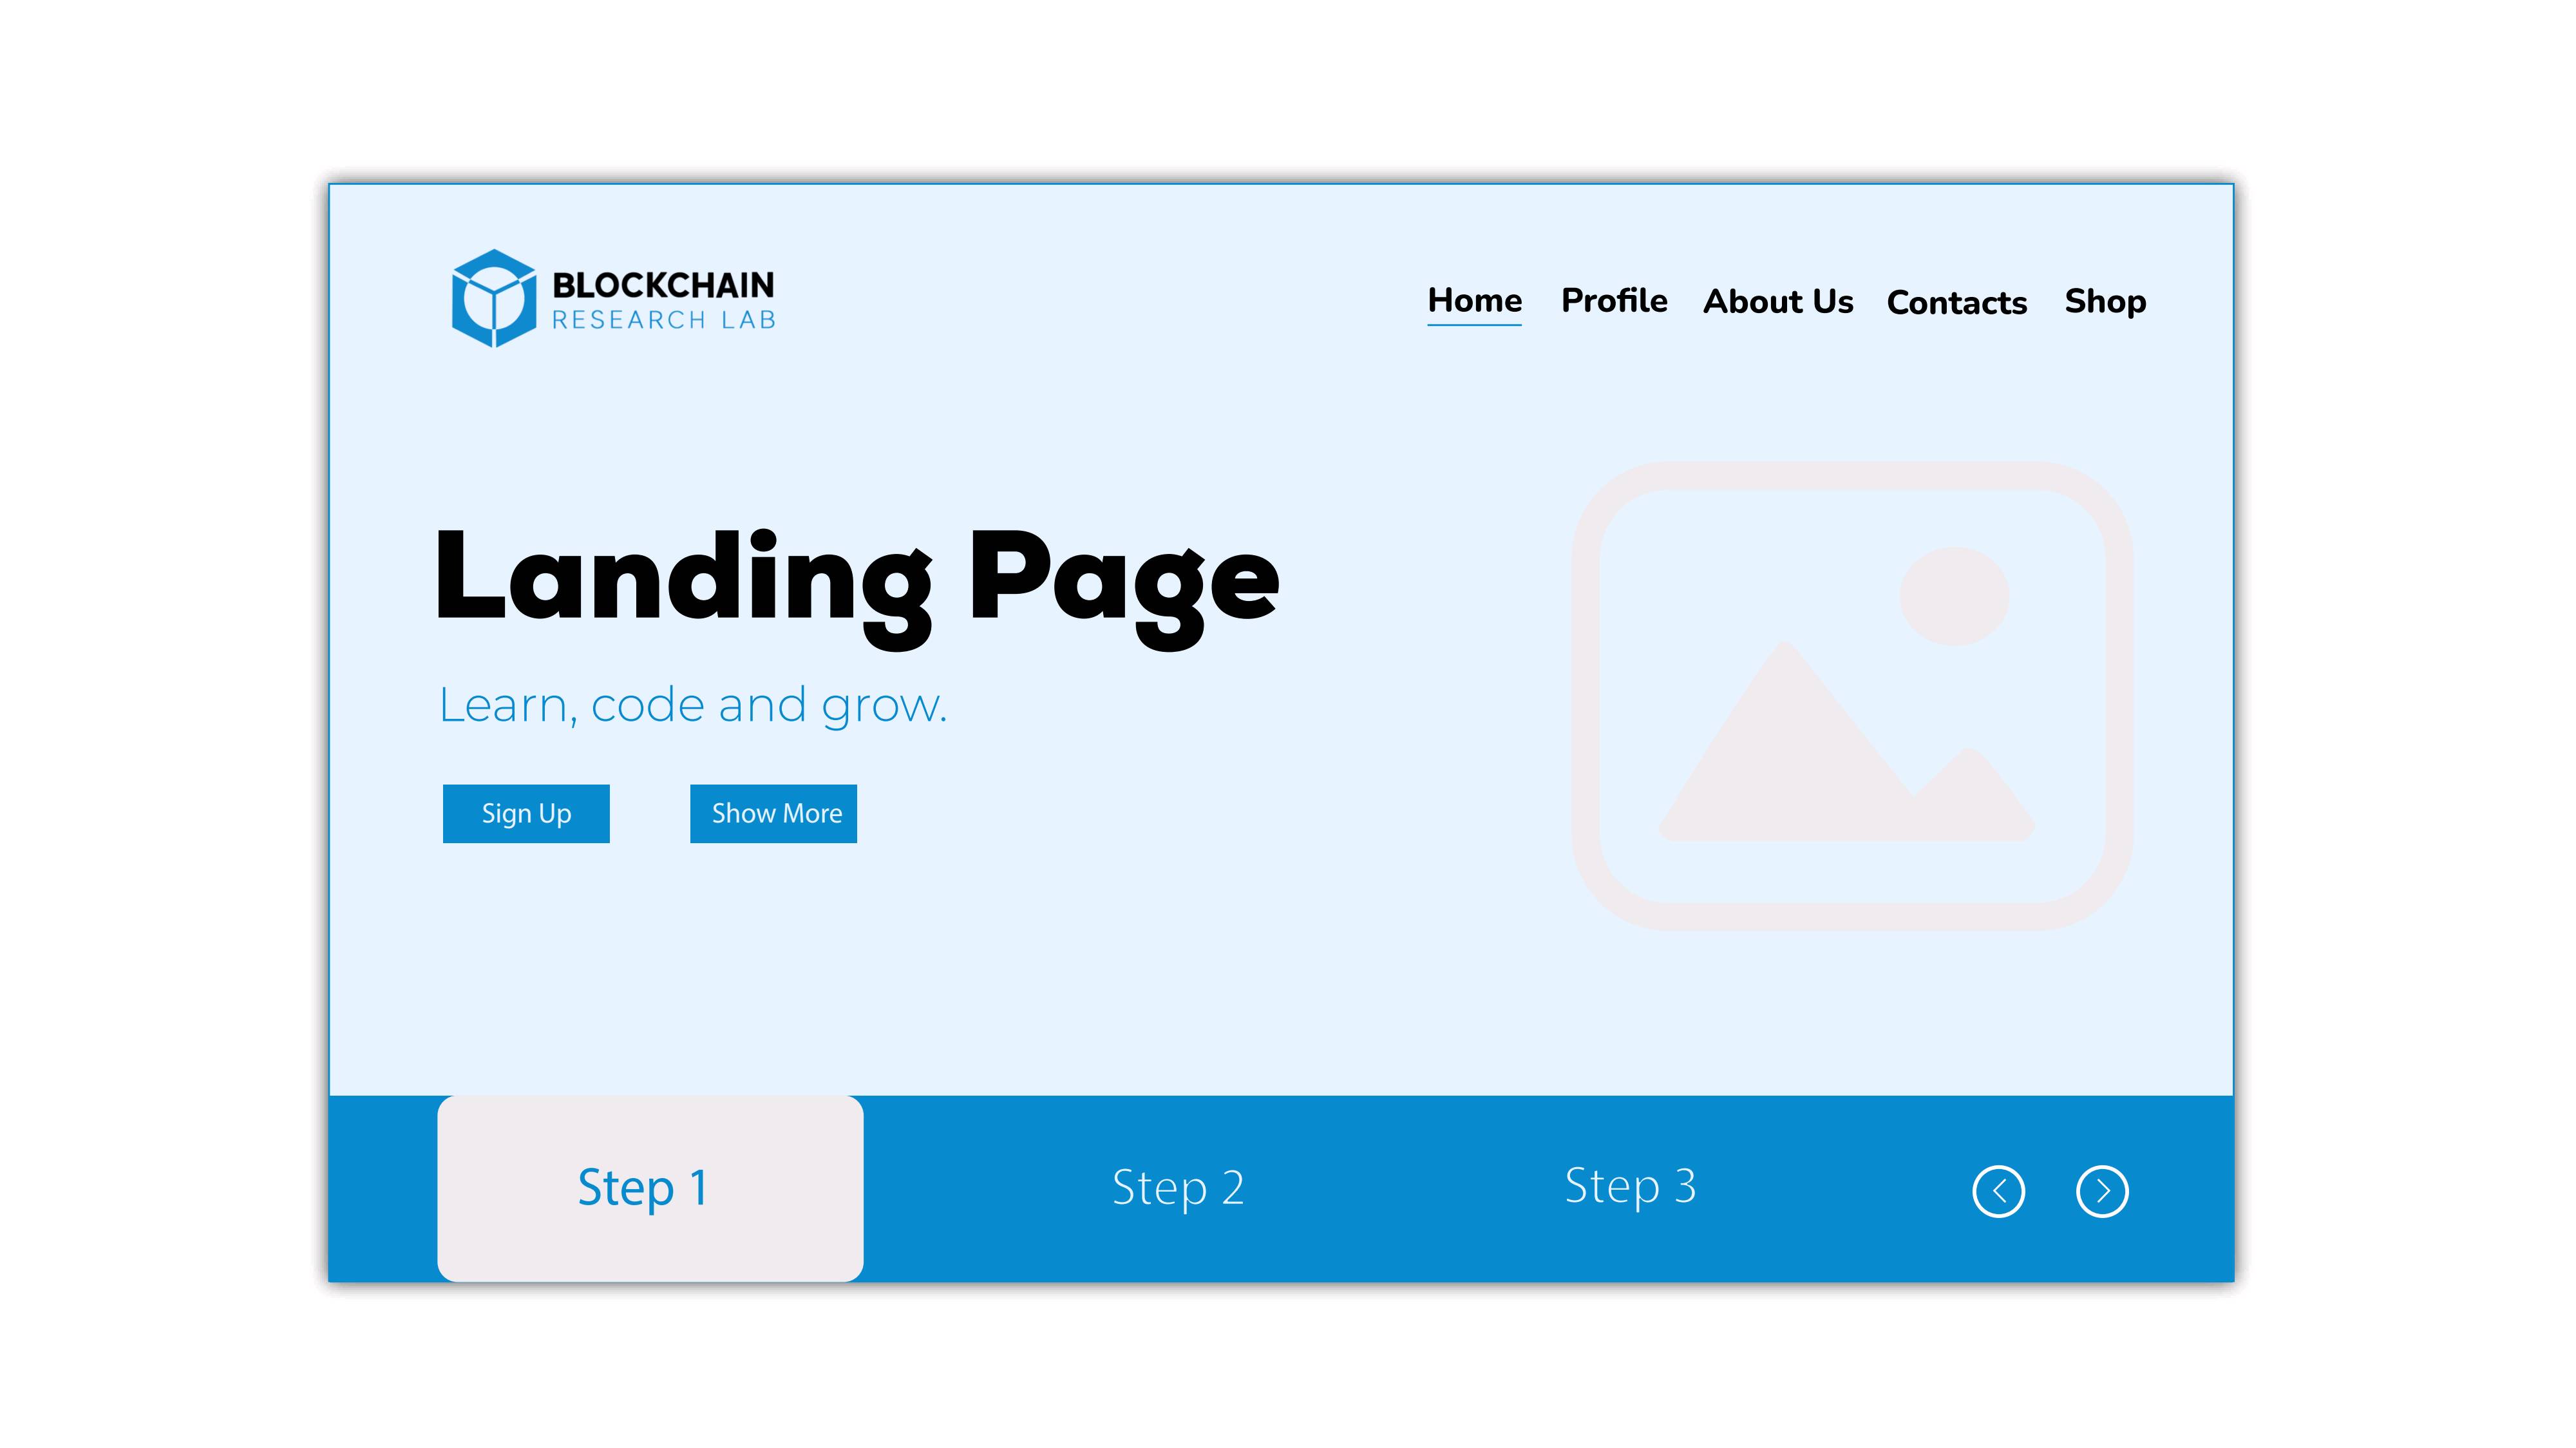 BLOCKCHAIN
RESEARCH LAB
Home Profile About Us Contacts Shop
Landing Page
Learn, code and grow.
Sign Up Show More
Step 1 Step 2 Step 3